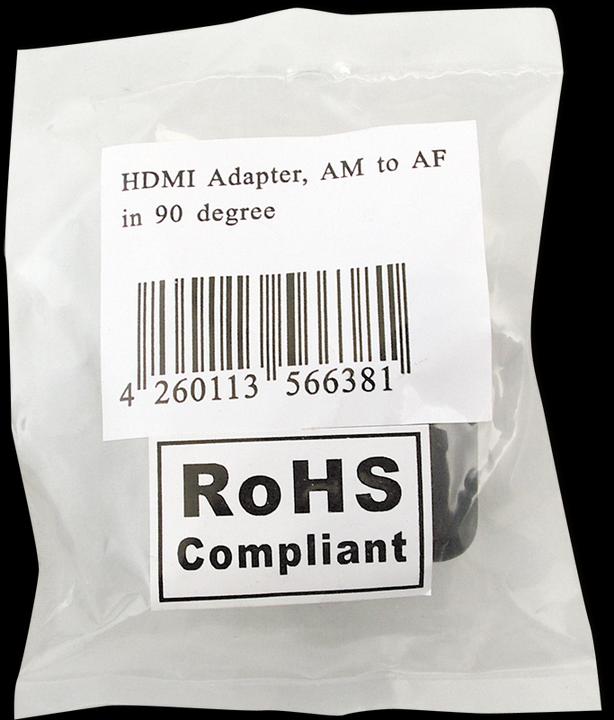 HDMI Adapter, AM to AF
in 90 degree
4 260113 566381
RoHS
Compliant